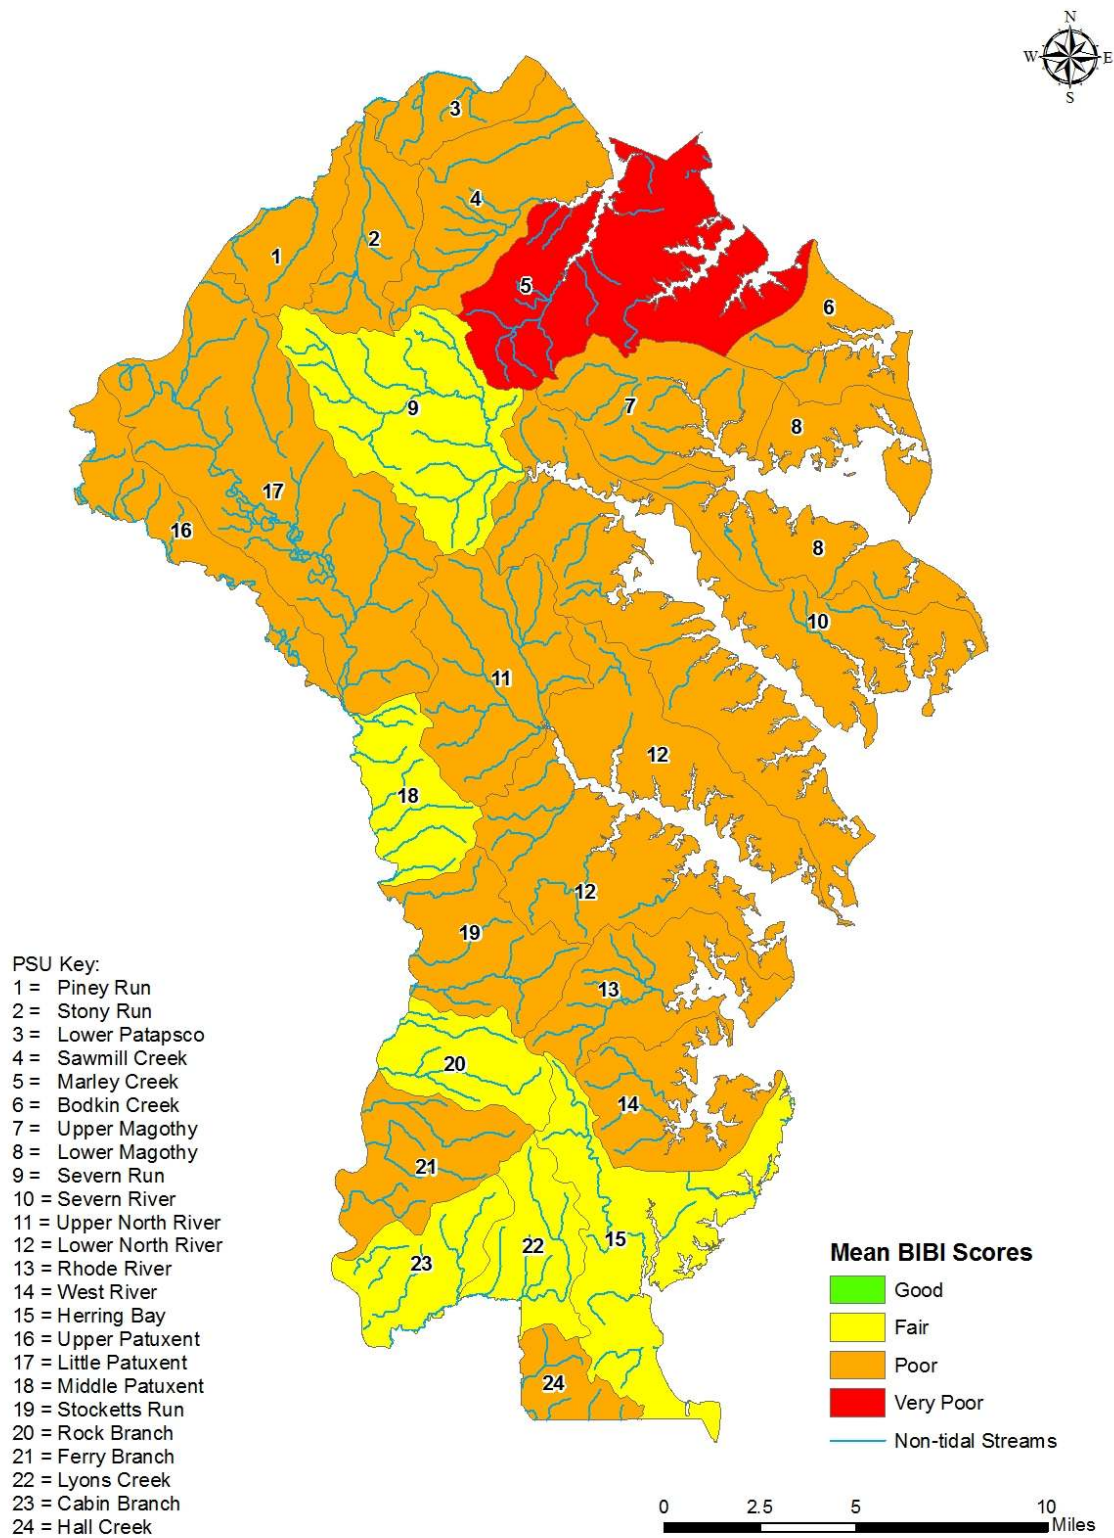 N
W E
S
3
4
2
1
5
6
9
7
8
17
16
8
10
11
12
18
12
19
13
20
14
21
15
22
23
24
PSU Key:
1 = Piney Run
2 = Stony Run
3 = Lower Patapsco
4 = Sawmill Creek
5 = Marley Creek
6 = Bodkin Creek
7 = Upper Magothy
8 = Lower Magothy
9 = Severn Run
10 = Severn River
11 = Upper North River
12 = Lower North River
13 = Rhode River
14 = West River
15 = Herring Bay
16 = Upper Patuxent
17 = Little Patuxent
18 = Middle Patuxent
19 = Stocketts Run
20 = Rock Branch
21 = Ferry Branch
22 = Lyons Creek
23 = Cabin Branch
24 = Hall Creek
Mean BIBI Scores
Good
Fair
Poor
Very Poor
Non-tidal Streams
0 2.5 5 10
Miles